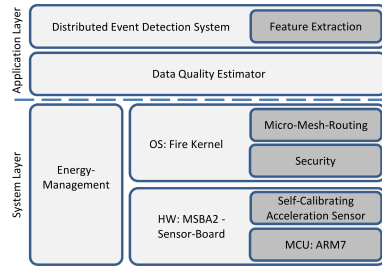 Application Layer
Distributed Event Detection System
Feature Extraction
Data Quality Estimator
System Layer
Energy-
Management
OS: Fire Kernel
Micro-Mesh-Routing
Security
HW: MSBA2 -
Sensor-Board
Self-Calibrating
Acceleration Sensor
MCU: ARM7